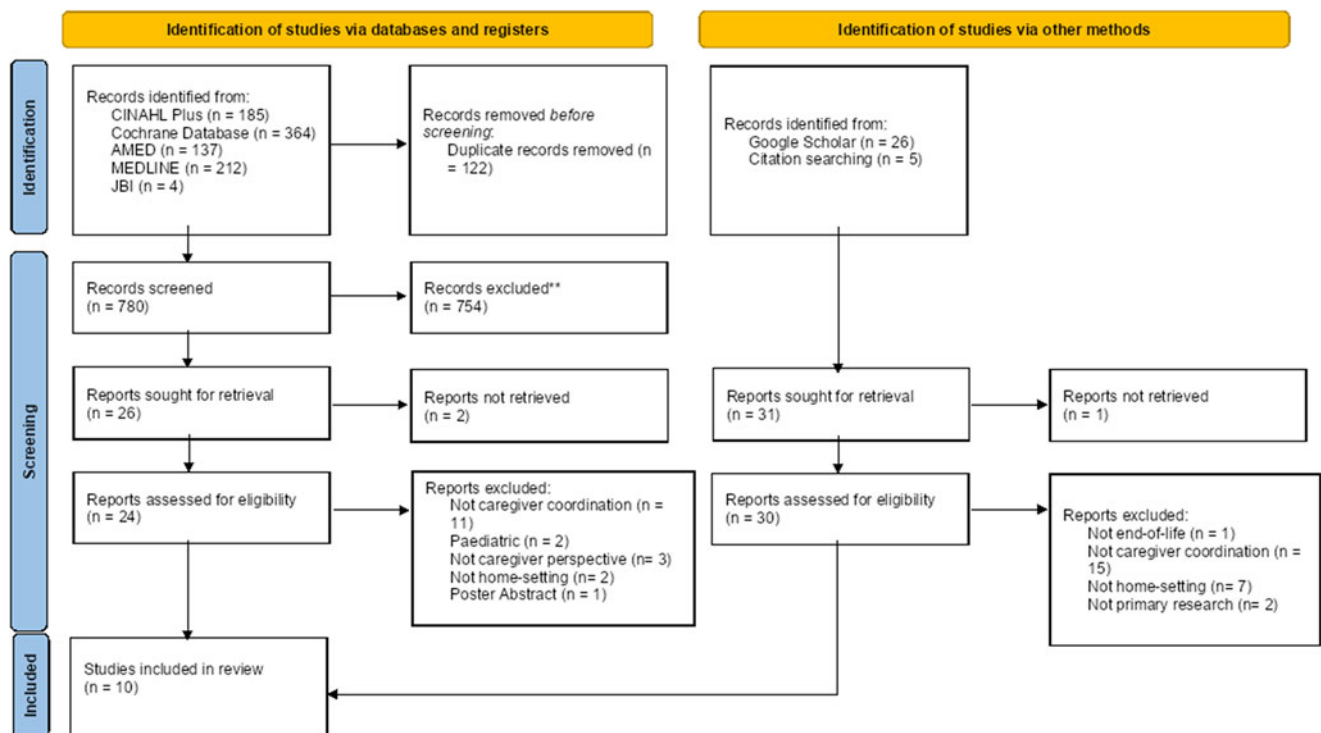 Identification of studies via databases and registers
Identification of studies via other methods
Identification
Records identified from:
CINAHL Plus (n = 185)
Cochrane Database (n = 364)
AMED (n = 137)
MEDLINE (n = 212)
JBI (n = 4)
Records removed before
screening:
Duplicate records removed (n
= 122)
Records identified from:
Google Scholar (n = 26)
Citation searching (n = 5)
Screening
Records screened
(n = 780)
Records excluded**
(n = 754)
Reports sought for retrieval
(n = 26)
Reports not retrieved
(n = 2)
Reports sought for retrieval
(n = 31)
Reports not retrieved
(n = 1)
Reports assessed for eligibility
(n = 24)
Reports excluded:
Not caregiver coordination (n =
11)
Paediatric (n = 2)
Not caregiver perspective (n= 3)
Not home-setting (n= 2)
Poster Abstract (n = 1)
Reports assessed for eligibility
(n = 30)
Reports excluded:
Not end-of-life (n = 1)
Not caregiver coordination (n =
15)
Not home-setting (n= 7)
Not primary research (n= 2)
Included
Studies included in review
(n = 10)